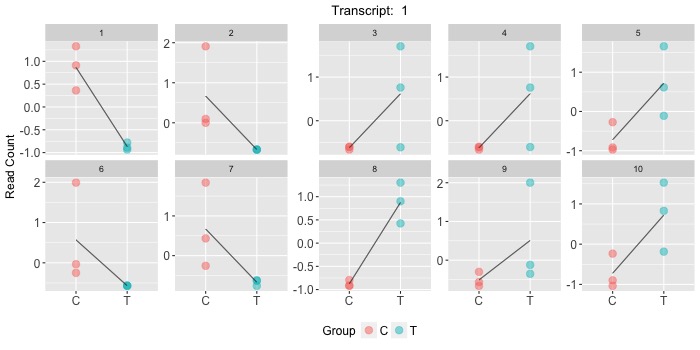 Transcript: 1
Read Count
1 2 3 4 5
1.0 0.5 0.0 -0.5 -1.0
2 1 0
1 0
1 0
1 0 -1
6 7 8 9 10
2 1 0
1 0
1.0 0.5 0.0 -0.5 -1.0
2 1 0
1 0 -1
C T C T C T C T C T
Group C T